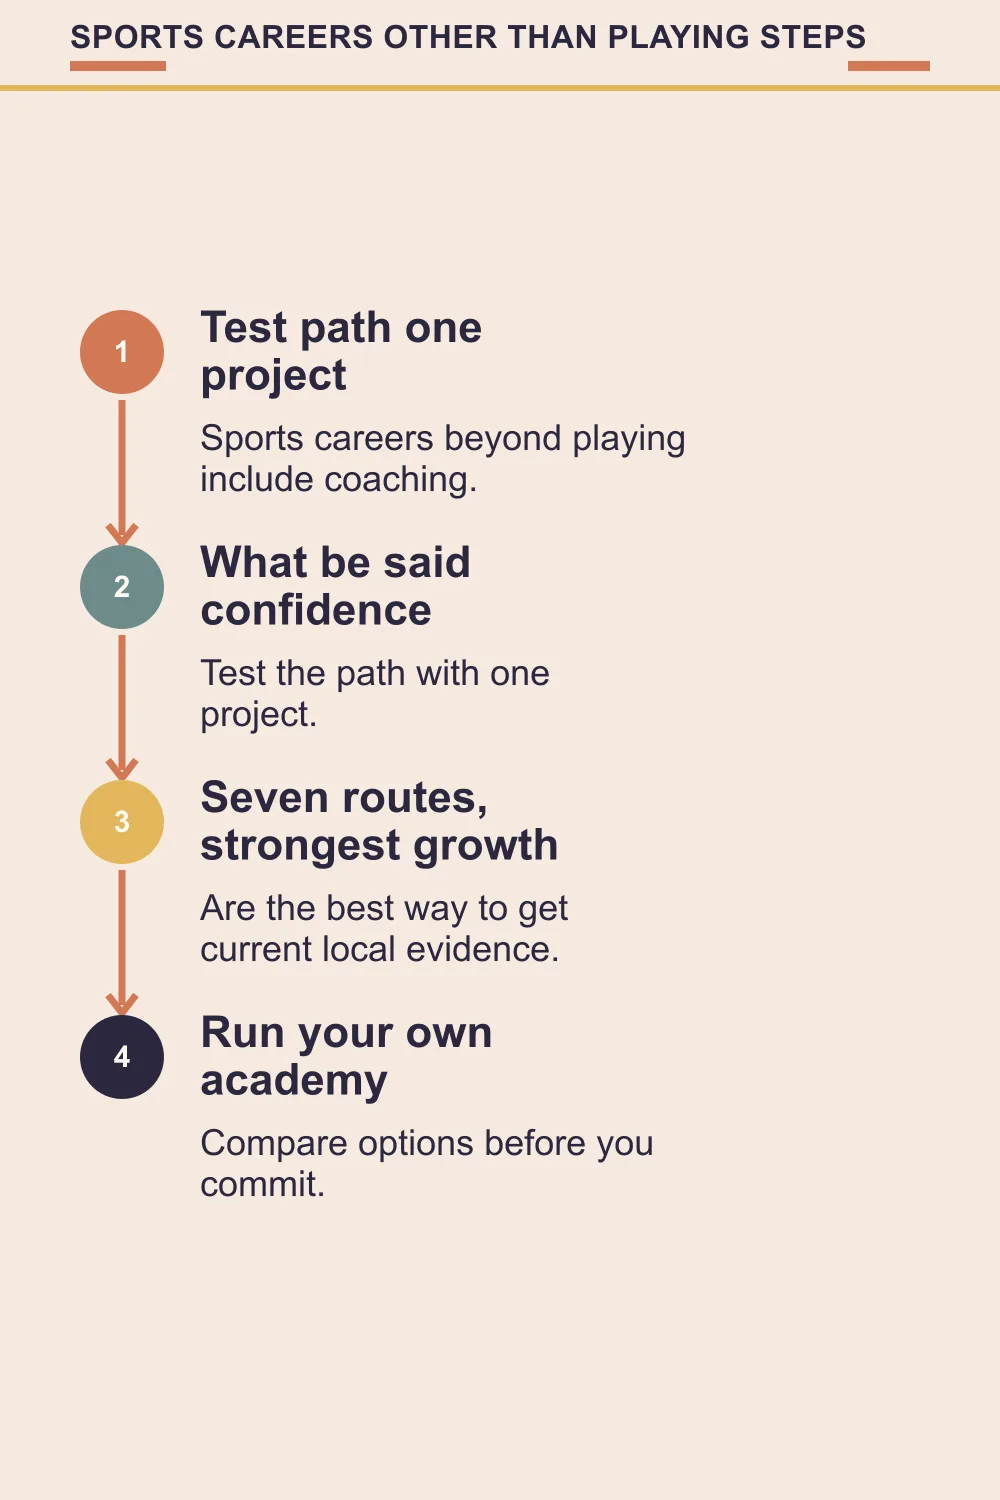 SPORTS CAREERS OTHER THAN PLAYING STEPS
1
Test path one
project
Sports careers beyond playing
include coaching.
2
What be said
confidence
Test the path with one
project.
3
Seven routes,
strongest growth
Are the best way to get
current local evidence.
4
Run your own
academy
Compare options before you
commit.